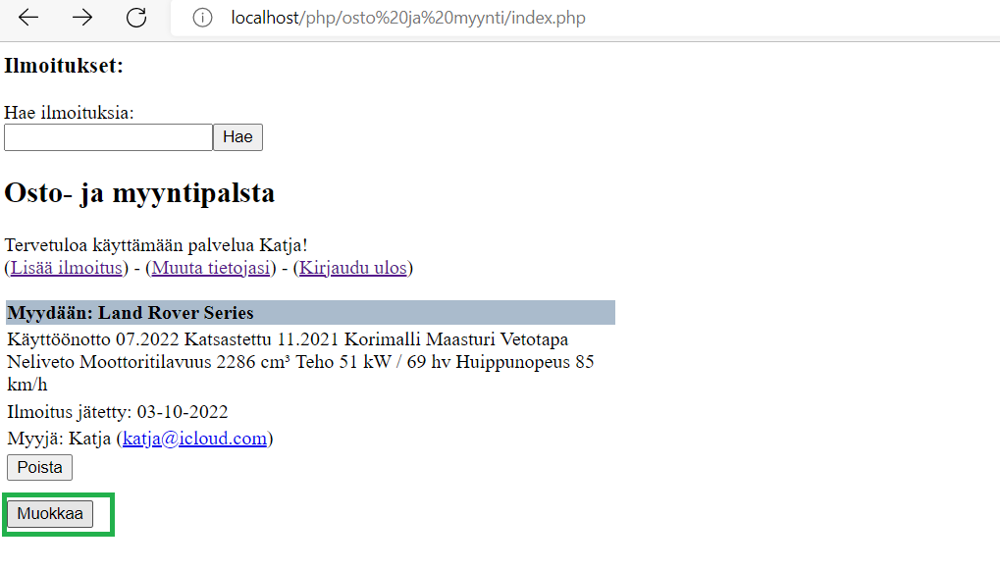 localhost/php/osto%20ja%20myynti/index.php
Ilmoitukset:
Hae ilmoituksia:
Hae
Osto- ja myyntipalsta
Tervetuloa käyttämään palvelua Katja!
(Lisää ilmoitus) - (Muuta tietojasi) - (Kirjaudu ulos)
Myydään: Land Rover Series
Käyttöönotto 07.2022 Katsastettu 11.2021 Korimalli Maasturi Vetotapa
Neliveto Moottoritilavuus 2286 cm³ Teho 51 kW / 69 hv Huippunopeus 85
km/h
Ilmoitus jätetty: 03-10-2022
Myyjä: Katja (katja@icloud.com)
Poista
Muokkaa